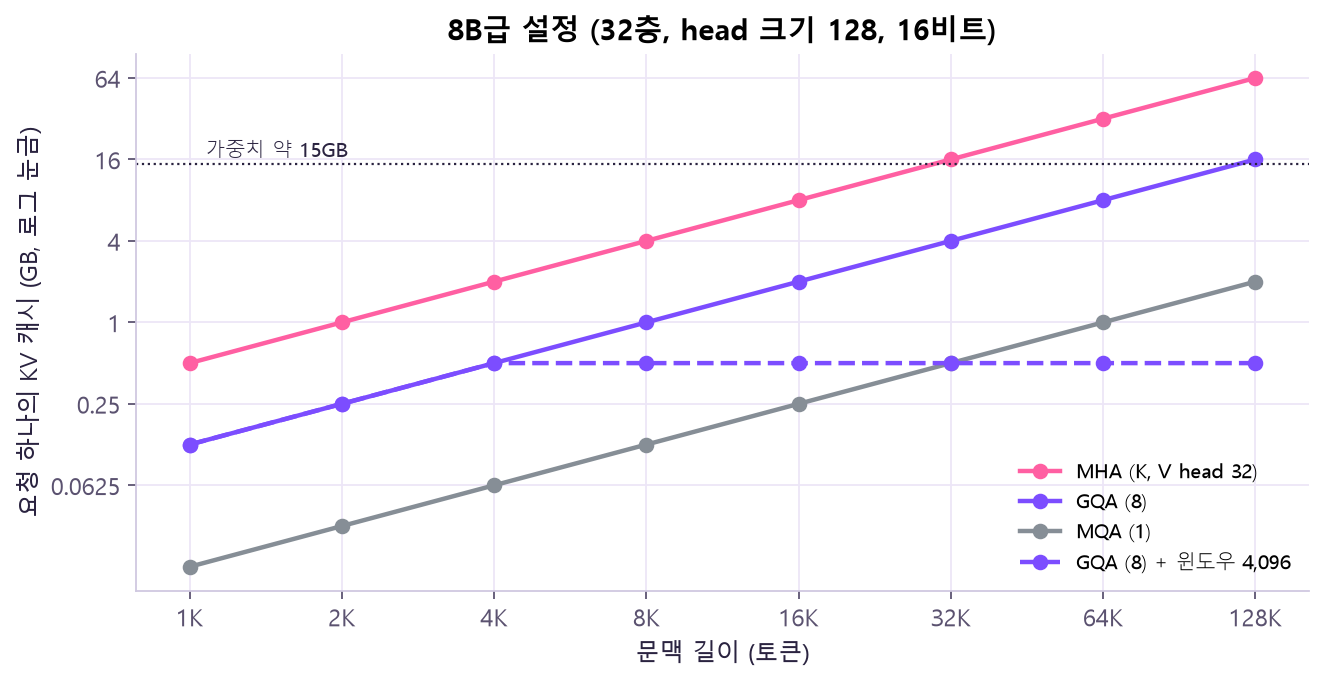 8B급 설정 (32층, head 크기 128, 16비트)
요청 하나의 KV 캐시 (GB, 로그 눈금)
64
16
4
1
0.25
0.0625
가중치 약 15GB
MHA (K, V head 32)
GQA (8)
MQA (1)
GQA (8) + 윈도우 4,096
1K
2K
4K
8K
16K
32K
64K
128K
문맥 길이 (토큰)